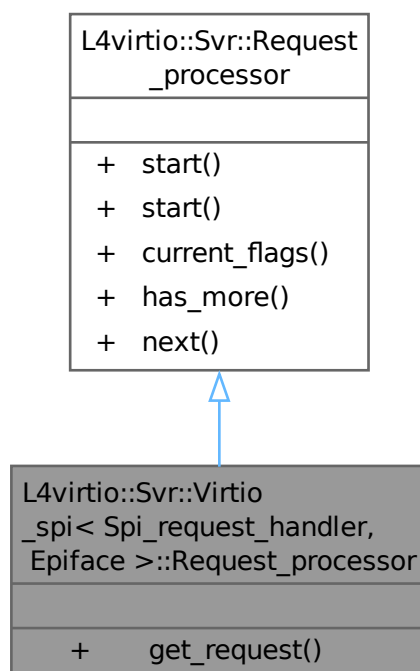 L4virtio::Svr::Request
_processor
+ start()
+ start()
+ current_flags()
+ has_more()
+ next()
L4virtio::Svr::Virtio
_spi< Spi_request_handler,
Epiface >::Request_processor
+ get_request()